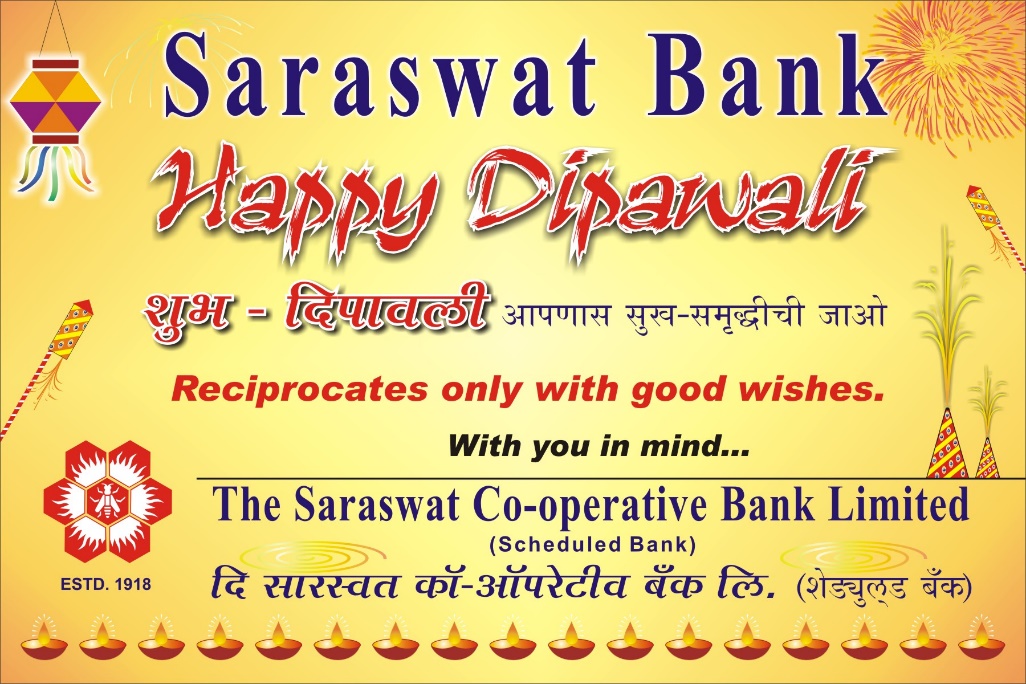 Saraswat Bank
Happy Dipawali
शुभ - दिपावली आपणास सुख-समृद्धीची जाओ
Reciprocates only with good wishes.
With you in mind...
The Saraswat Co-operative Bank Limited
(Scheduled Bank)
ESTD. 1918
दि सारस्वत कॉ-ऑपरेटीव बँक लि. (शेड्युल्ड बँक)